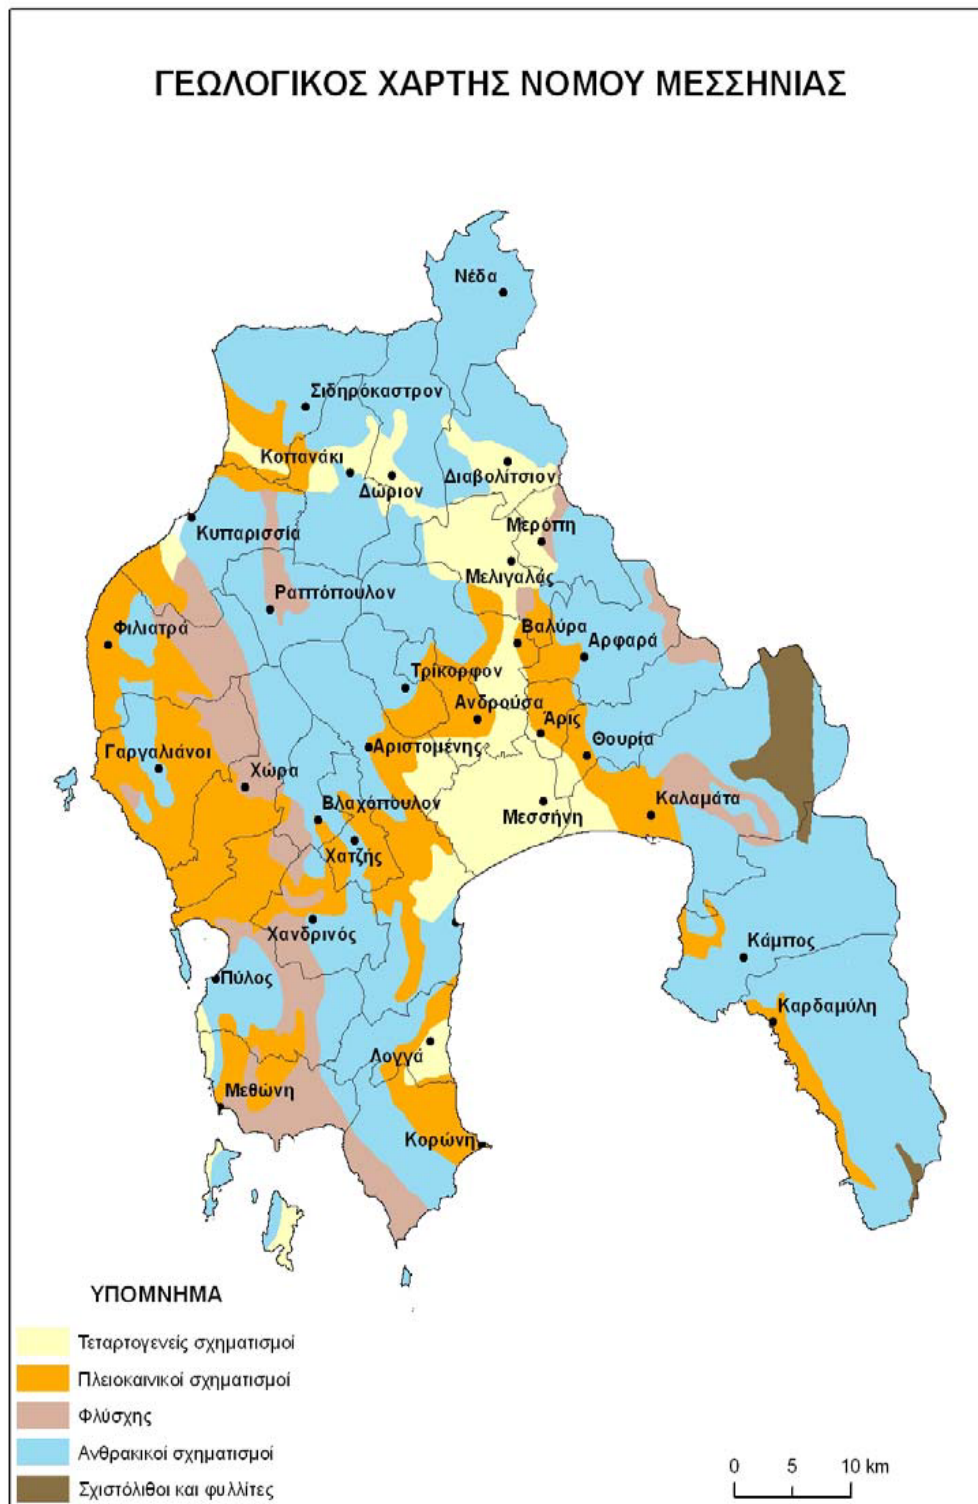 ΓΕΩΛΟΓΙΚΟΣ ΧΑΡΤΗΣ ΝΟΜΟΥ ΜΕΣΣΗΝΙΑΣ
Νέδα
Σιδηρόκαστρον
Κοπανάκι
Δώριον
Διαβολίτσιον
Κυπαρισσία
Μερόπη
Μελιγαλάς
Ραπτόπουλον
Φιλιατρά
Βαλύρα
Αρφαρά
Τρίκορφον
Ανδρούσα
Άρις
Αριστομένης
Θουρία
Γαργαλιάνοι
Χώρα
Βλαχόπουλον
Μεσσήνη
Καλαμάτα
Χατζής
Χανδρινός
Κάμπος
Πύλος
Καρδαμύλη
Λογγά
Μεθώνη
Κορώνη
ΥΠΟΜΝΗΜΑ
Τεταρτογενείς σχηματισμοί
Πλειοκαινικοί σχηματισμοί
Φλύσχης
Ανθρακικοί σχηματισμοί
Σχιστόλιθοι και φυλλίτες
0 5 10 km